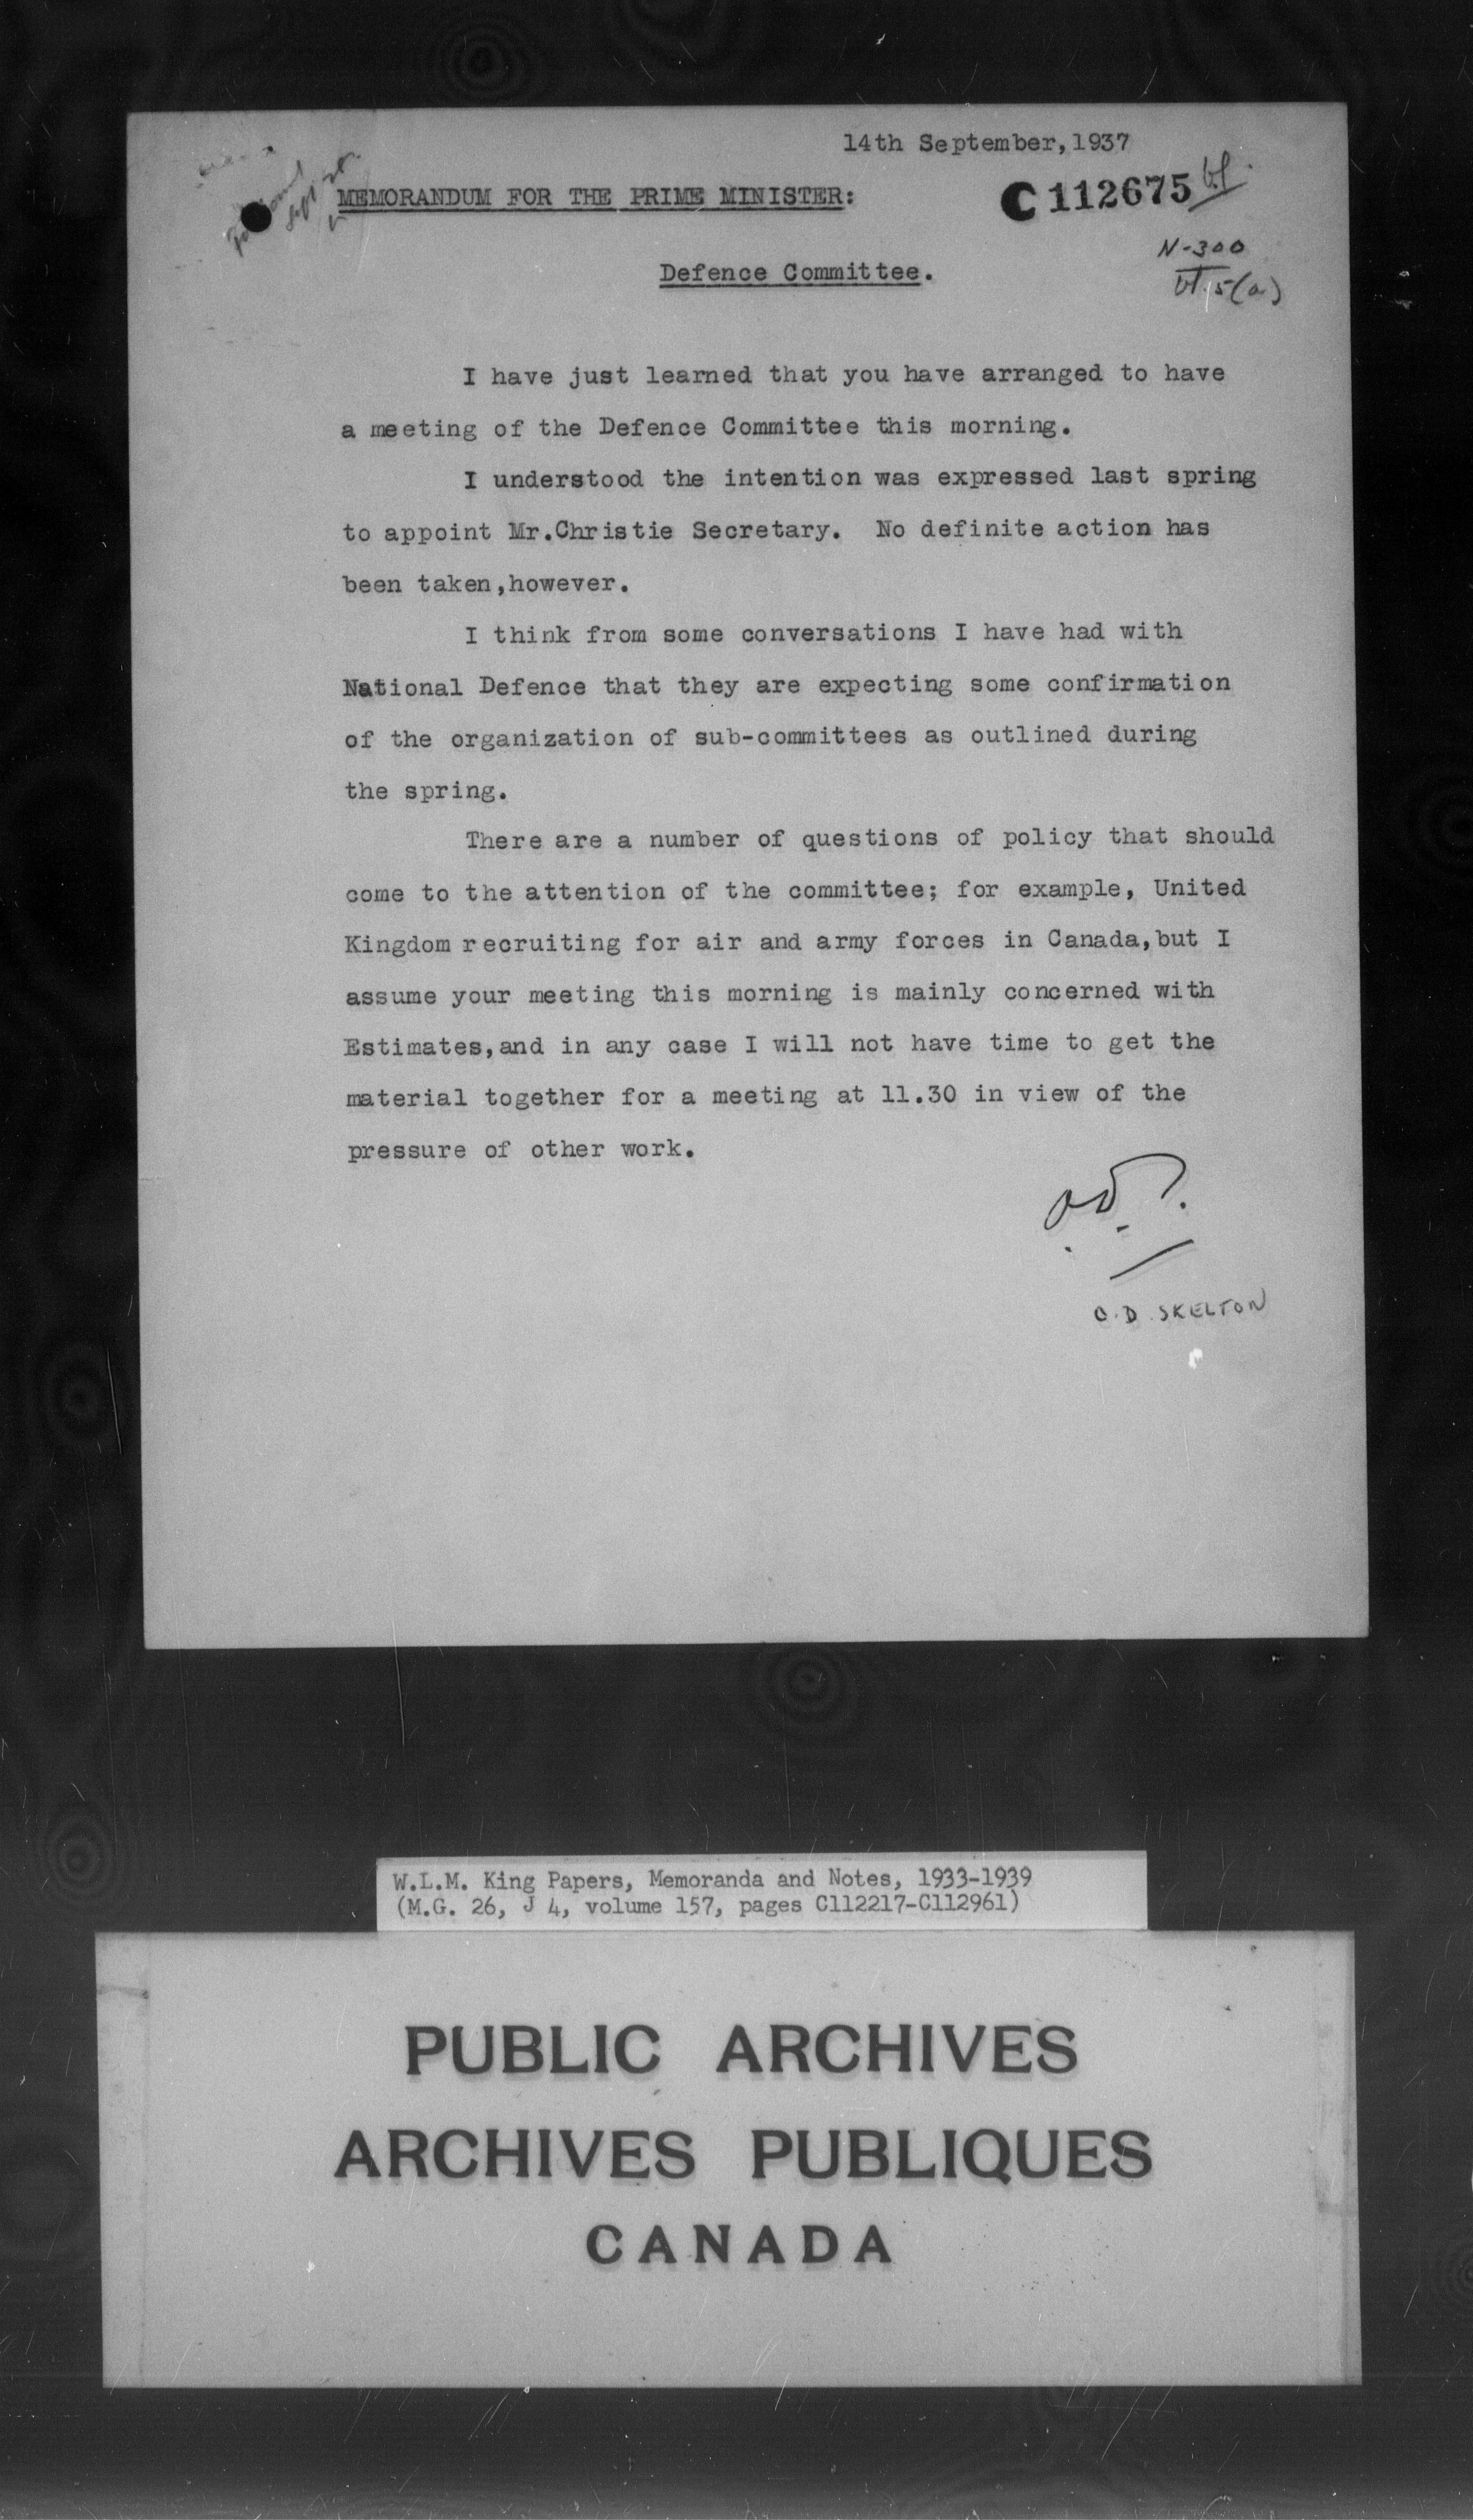 14th September, 1937
MEMORANDUM FOR THE PRIME MINISTER:
C 112675
N-300
Defence Committee.
I have just learned that you have arranged to have
a meeting of the Defence Committee this morning.
I understood the intention was expressed last spring
to appoint Mr.Christie Secretary. No definite action has
been taken,however.
I think from some conversations I have had with
National Defence that they are expecting some confirmation
of the organization of sub-committees as outlined during
the spring.
There are a number of questions of policy that should
come to the attention of the committee; for example, United
Kingdom recruiting for air and army forces in Canada,but I
assume your meeting this morning is mainly concerned with
Estimates,and in any case I will not have time to get the
material together for a meeting at 11.30 in view of the
pressure of other work.
O.D. SKELTON
W.L.M. King Papers, Memoranda and Notes, 1933-1939
(M.G. 26, J 4, volume 157, pages C112217-C112961)
PUBLIC ARCHIVES
ARCHIVES PUBLIQUES
CANADA